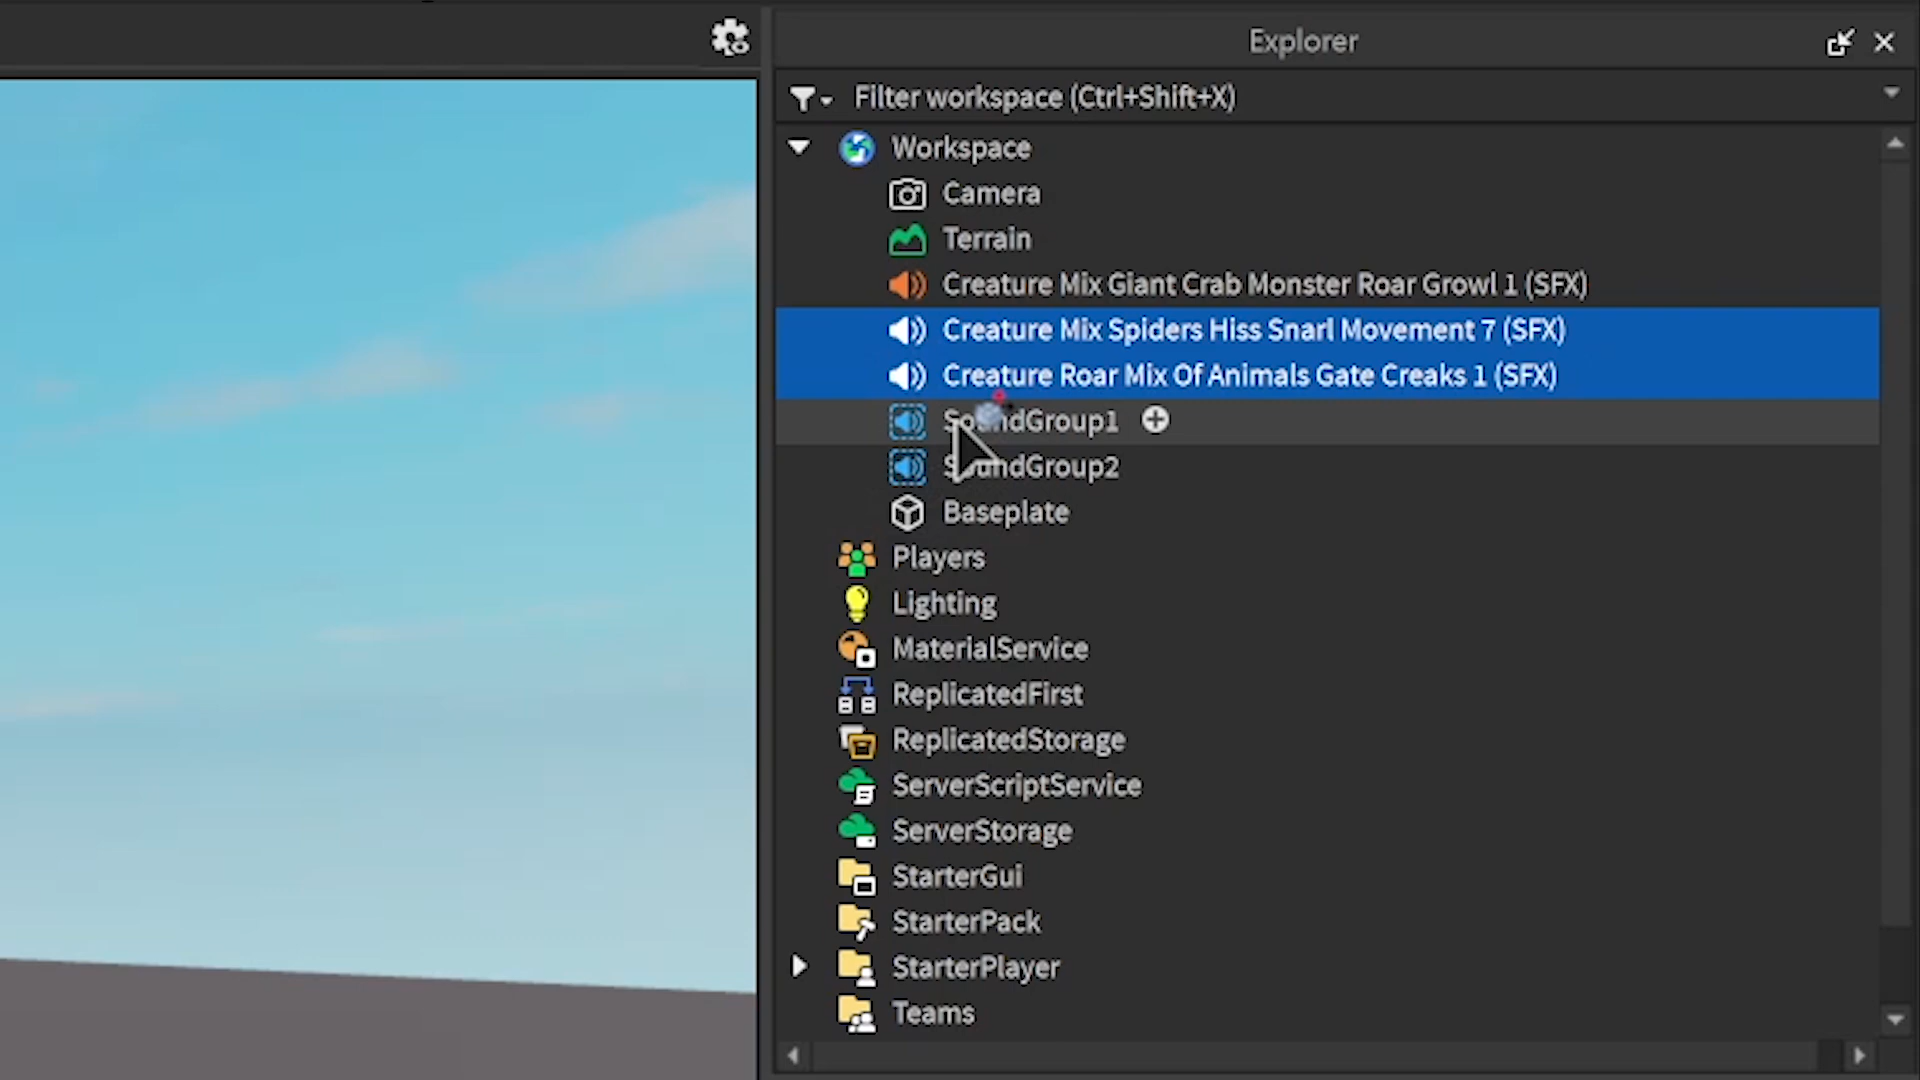 Explorer
Filter workspace (Ctrl+Shift+X)
Workspace
Camera
Terrain
Creature Mix Giant Crab Monster Roar Growl 1 (SFX)
Creature Mix Spiders Hiss Snarl Movement 7 (SFX)
Creature Roar Mix Of Animals Gate Creaks 1 (SFX)
SoundGroup1
SoundGroup2
Baseplate
Players
Lighting
MaterialService
ReplicatedFirst
ReplicatedStorage
ServerScriptService
ServerStorage
StarterGui
StarterPack
StarterPlayer
Teams